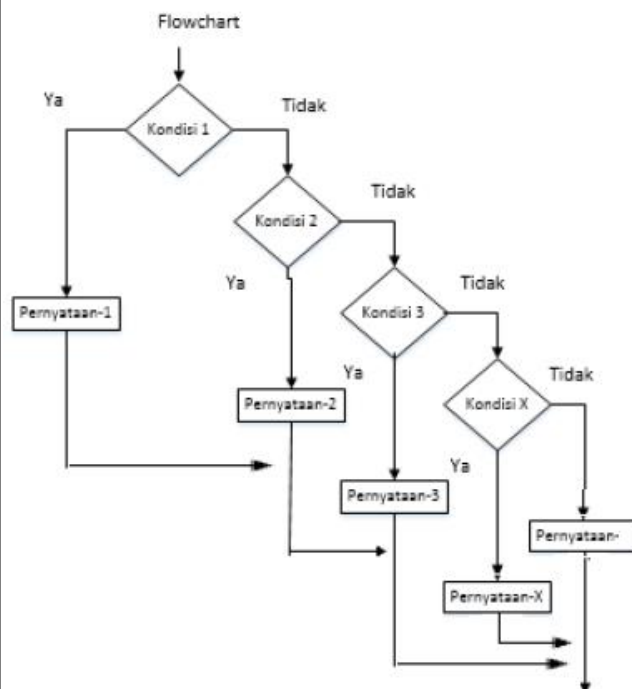 Flowchart
Ya
Kondisi 1
Tidak
Kondisi 2
Tidak
Ya
Pernyataan-1
Kondisi 3
Tidak
Ya
Pernyataan-2
Kondisi X
Tidak
Ya
Pernyataan-3
Pernyataan-
Pernyataan-X